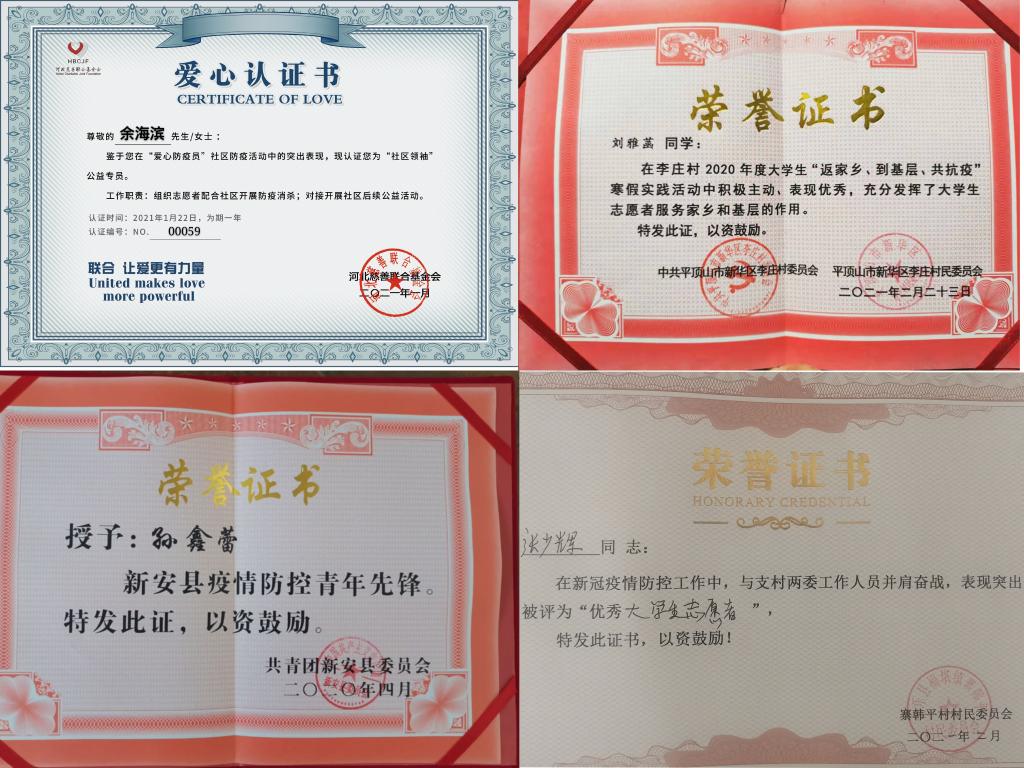 HBCJF
河北慈善联合基金会
爱心认证书
CERTIFICATE OF LOVE
尊敬的 余海滨 先生/女士：
鉴于您在“爱心防疫员”社区防疫活动中的突出表现，现认证您为“社区领袖”
公益专员。
工作职责：组织志愿者配合社区开展防疫消杀；对接开展社区后续公益活动。
认证时间：2021年1月22日，为期一年
认证编号：NO. 00059
联合 让爱更有力量
United makes love
more powerful
河北慈善联合基金会
二〇二一年一月
荣誉证书
刘雅菡 同学：
在李庄村2020年度大学生“返家乡、到基层、共抗疫”
寒假实践活动中积极主动、表现优秀，充分发挥了大学生
志愿者服务家乡和基层的作用。
特发此证，以资鼓励。
中共平顶山市新华区李庄村委员会 平顶山市新华区李庄村民委员会
二〇二一年二月二十三日
荣誉证书
授予：孙鑫蕾
新安县疫情防控青年先锋。
特发此证，以资鼓励。
共青团新安县委员会
二〇二〇年四月
荣誉证书
HONORARY CREDENTIAL
张少辉 同 志：
在新冠疫情防控工作中，与支村两委工作人员并肩奋战，表现突出
被评为“优秀大学生志愿者”，
特发此证书，以资鼓励！
寨韩平村村民委员会
二〇二一年 二月